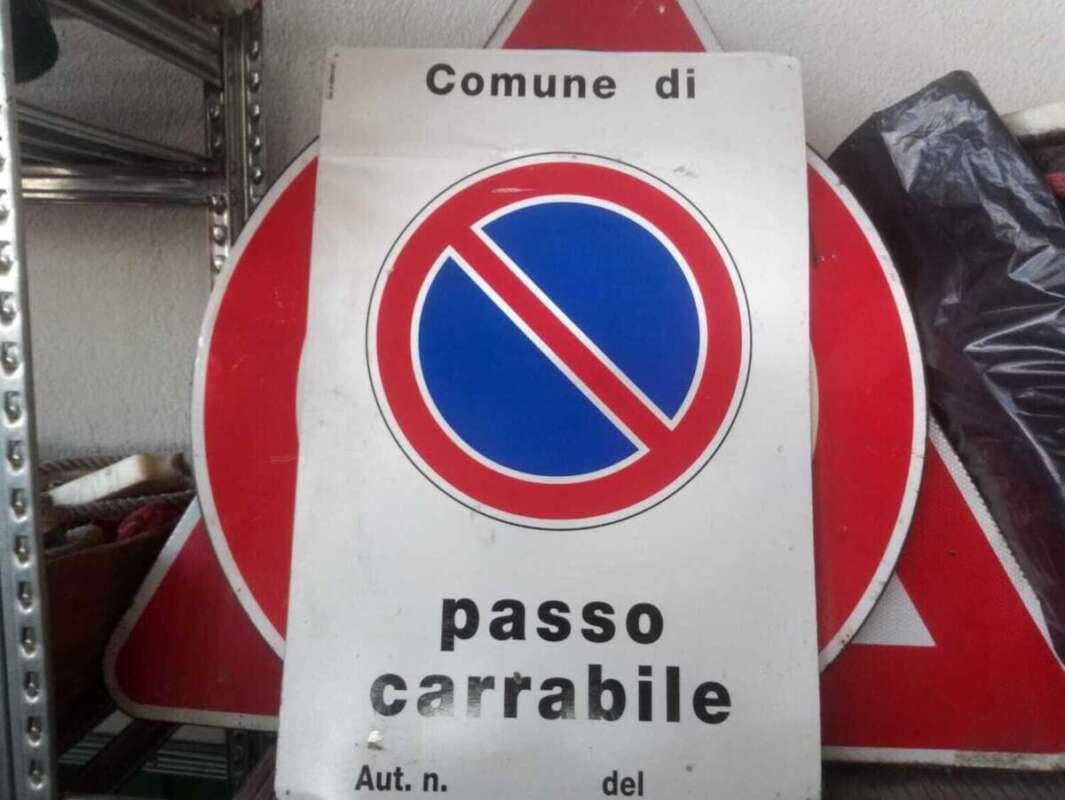 Comune di
passo
carrabile
Aut. n. del